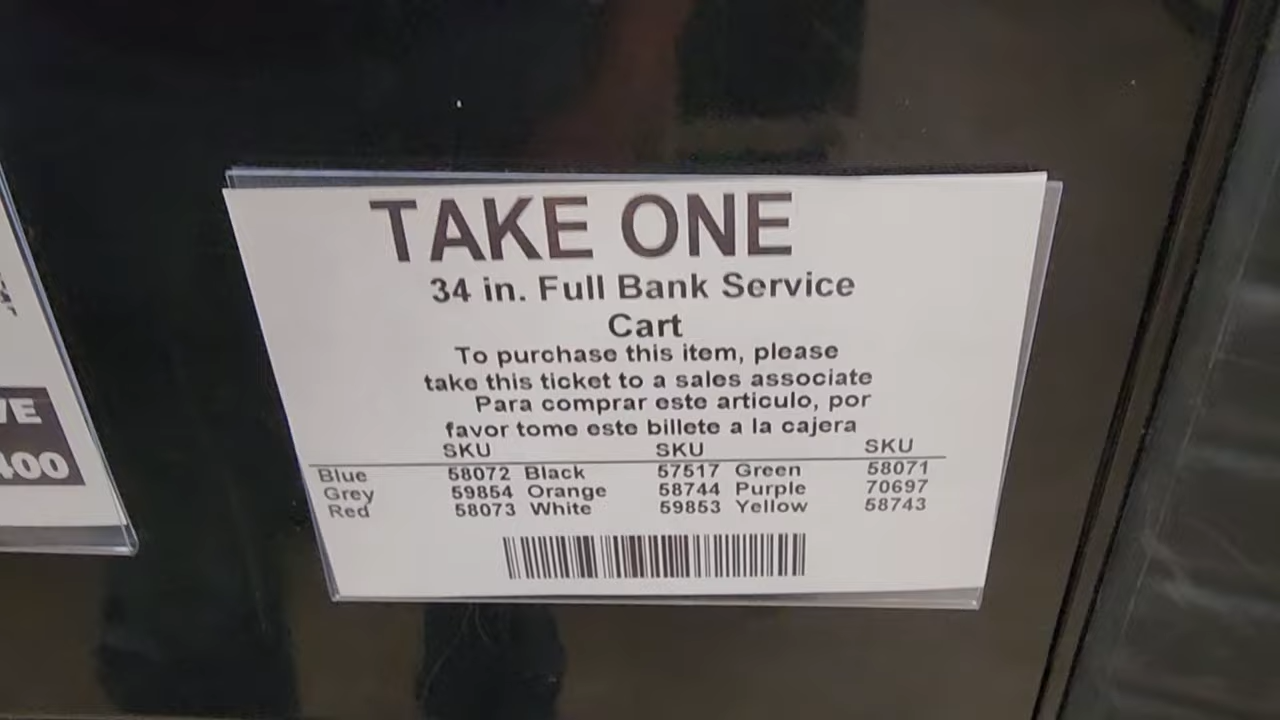 TAKE ONE
34 in. Full Bank Service
Cart
To purchase this item, please
take this ticket to a sales associate
Para comprar este articulo, por
favor tome este billete a la cajera
SKU SKU SKU
Blue 58072 Black 57517 Green 58071
Grey 59854 Orange 58744 Purple 70697
Red 58073 White 59853 Yellow 58743